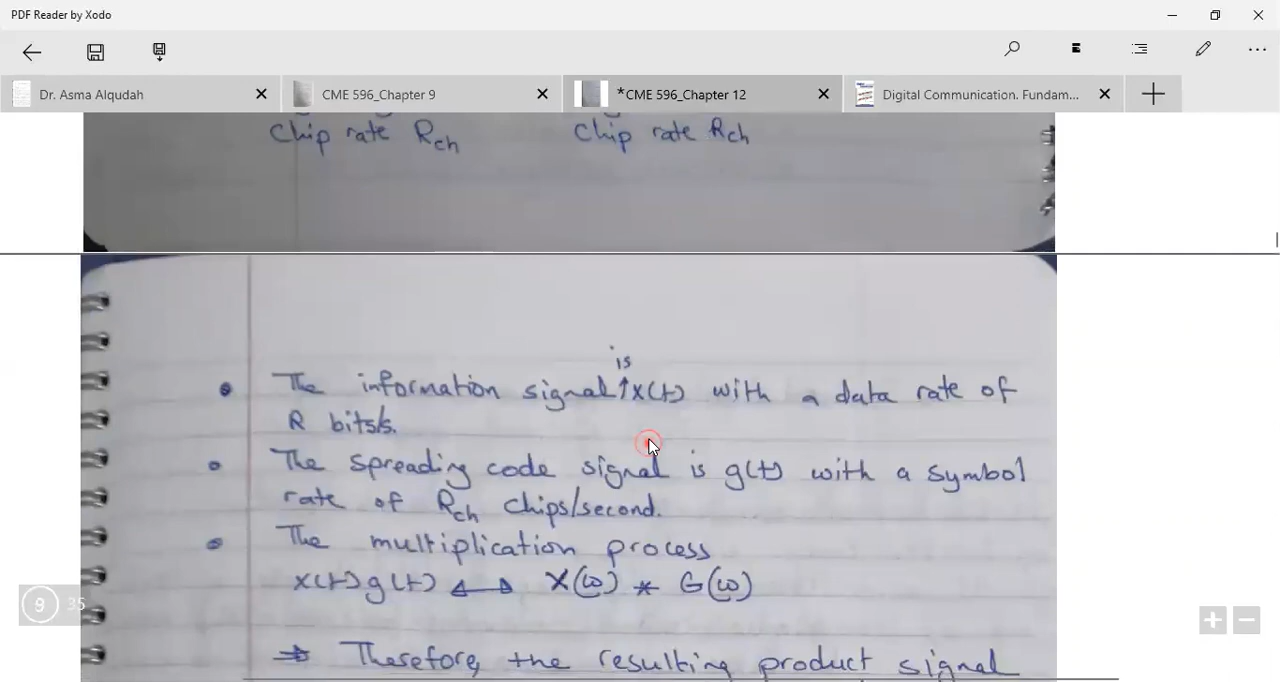 PDF Reader by Xodo
Dr. Asma Alqudah
CME 596_Chapter 9
*CME 596_Chapter 12
Digital Communication. Fundam...
Chip rate Rch
Chip rate Rch
is
• The information signal ↑ x(t) with a data rate of
R bits/s.
• The spreading code signal is g(t) with a symbol
rate of Rch chips/second.
• The multiplication process
x(t)g(t) ↔ X(ω) * G(ω)
9 35
⇒ Therefore, the resulting product signal